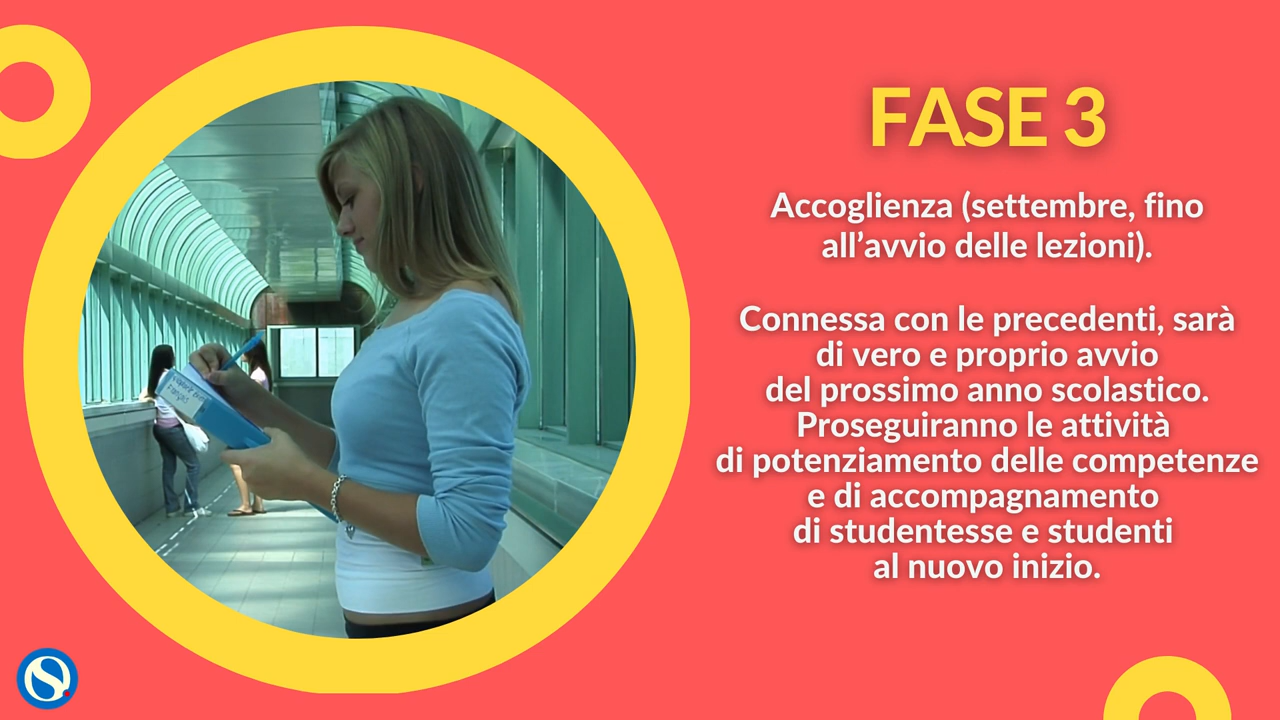 FASE 3
Accoglienza (settembre, fino
all’avvio delle lezioni).
Connessa con le precedenti, sarà
di vero e proprio avvio
del prossimo anno scolastico.
Proseguiranno le attività
di potenziamento delle competenze
e di accompagnamento
di studentesse e studenti
al nuovo inizio.
S.